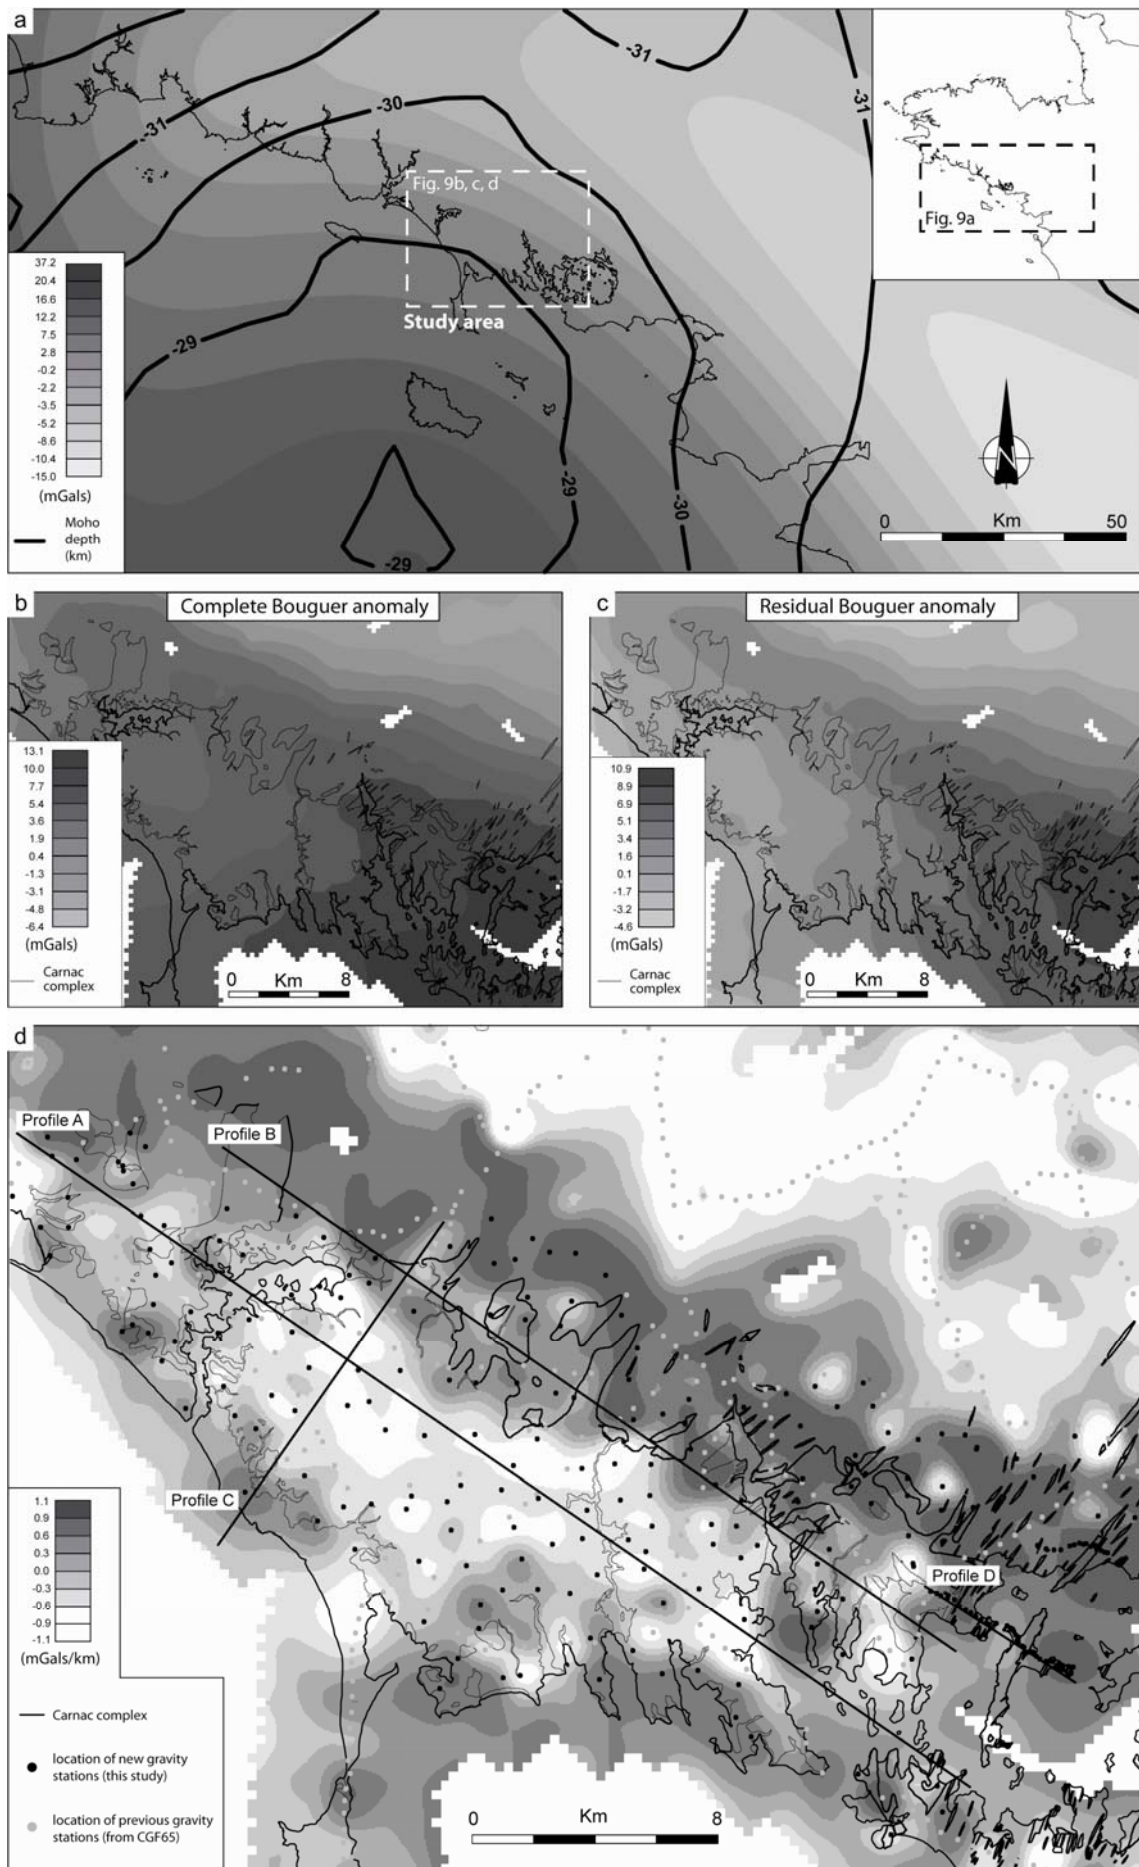 a
-31
-31
-30
-31
Fig. 9b, c, d
Fig. 9a
Study area
-29
-29
-30
-29
37.2
20.4
16.6
12.2
7.5
2.8
-0.2
-2.2
-3.5
-5.2
-8.6
-10.4
-15.0
(mGals)
Moho
depth
(km)
N
0 Km 50
b
Complete Bouguer anomaly
13.1
10.0
7.7
5.4
3.6
1.9
0.4
-1.3
-3.1
-4.8
-6.4
(mGals)
Carnac
complex
0 Km 8
c
Residual Bouguer anomaly
10.9
8.9
6.9
5.1
3.4
1.6
-0.1
-1.7
-3.2
-4.6
(mGals)
Carnac
complex
0 Km 8
d
Profile A
Profile B
Profile C
Profile D
1.1
0.9
0.6
0.3
0.0
-0.3
-0.6
-0.9
-1.1
(mGals/km)
Carnac complex
location of new gravity
stations (this study)
location of previous gravity
stations (from CGF65)
0 Km 8